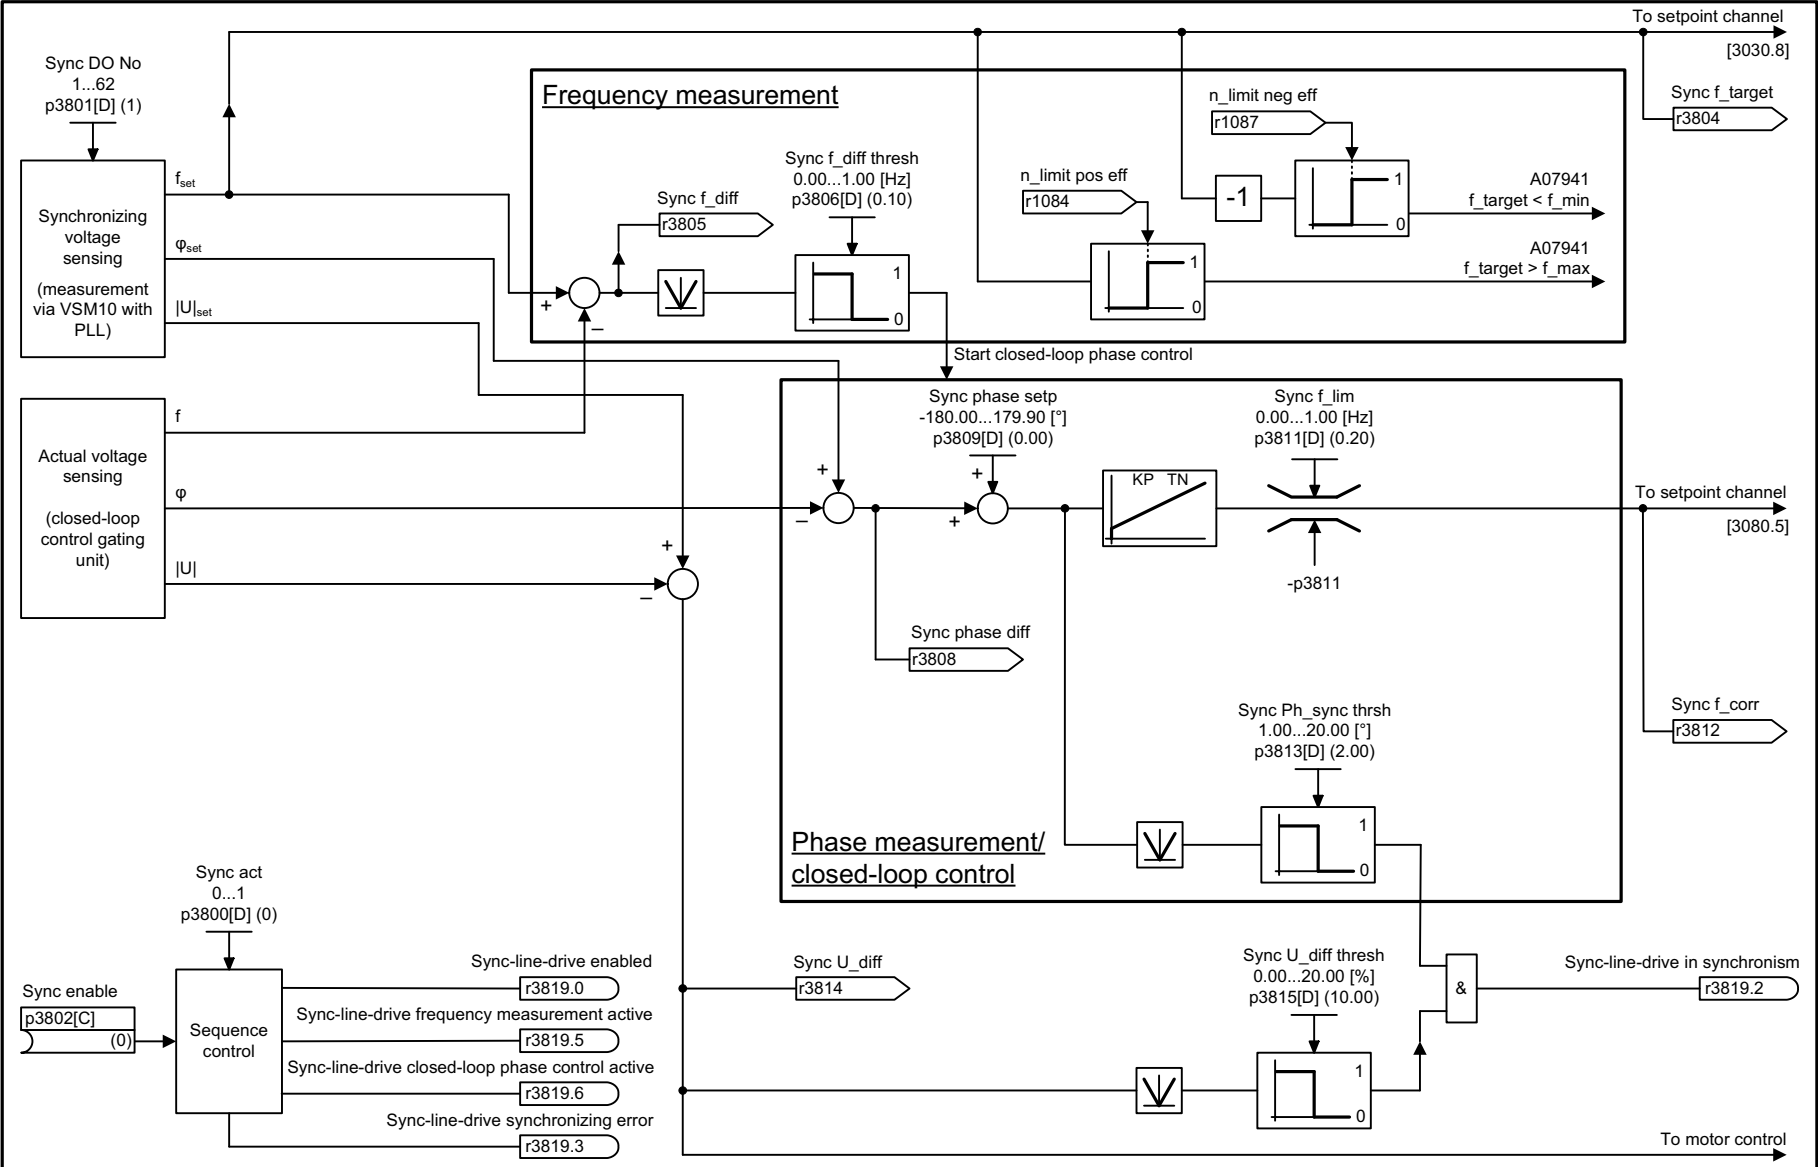 To setpoint channel
[3030.8]
Sync DO No
1...62
p3801[D] (1)
Frequency measurement
n_limit neg eff
r1087
Sync f_target
r3804
Synchronizing
voltage
sensing
(measurement
via VSM10 with
PLL)
fset
φset
|U|set
Sync f_diff
r3805
Sync f_diff thresh
0.00...1.00 [Hz]
p3806[D] (0.10)
1
0
n_limit pos eff
r1084
-1
1
0
A07941
f_target < f_min
1
0
A07941
f_target > f_max
+
–
Start closed-loop phase control
Actual voltage
sensing
(closed-loop
control gating
unit)
f
φ
|U|
Sync phase setp
-180.00...179.90 [°]
p3809[D] (0.00)
Sync f_lim
0.00...1.00 [Hz]
p3811[D] (0.20)
+
–
+
+
KP TN
-p3811
To setpoint channel
[3080.5]
+
–
Sync phase diff
r3808
Sync f_corr
r3812
Sync Ph_sync thrsh
1.00...20.00 [°]
p3813[D] (2.00)
1
0
Phase measurement/
closed-loop control
Sync act
0...1
p3800[D] (0)
Sync enable
p3802[C]
(0)
Sequence
control
Sync-line-drive enabled
r3819.0
Sync-line-drive frequency measurement active
r3819.5
Sync-line-drive closed-loop phase control active
r3819.6
Sync-line-drive synchronizing error
r3819.3
Sync U_diff
r3814
Sync U_diff thresh
0.00...20.00 [%]
p3815[D] (10.00)
1
0
&
Sync-line-drive in synchronism
r3819.2
To motor control